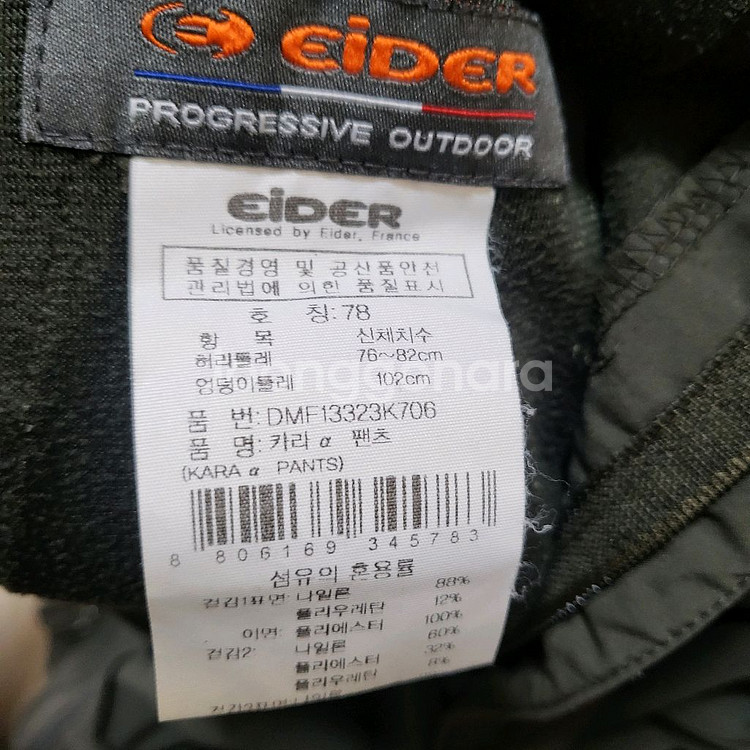 EiDER
PROGRESSIVE OUTDOOR
EiDER
Licensed by Eider, France
품질경영 및 공산품안전
관리법에 의한 품질표시
호 칭:78
항 목 신체치수
허리둘레 76~82cm
엉덩이둘레 102cm
품 번:DMF13323K706
품 명:카라 α 팬츠
(KARA α PANTS)
8 806169 345783
섬유의 혼용률
겉감1표면: 나일론 88%
폴리우레탄 12%
이면: 폴리에스터 100%
겉감2: 나일론 60%
폴리에스터 32%
폴리우레탄 8%